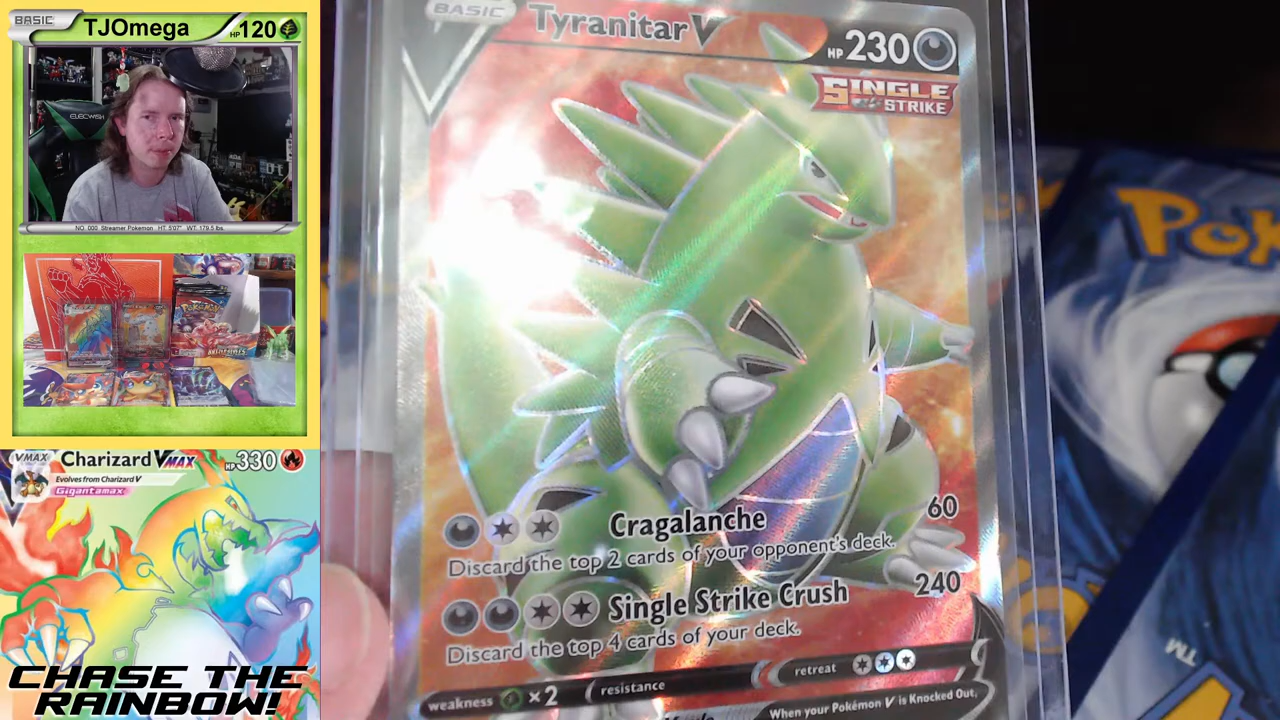 BASIC
TJOmega
HP 120
ELECWISH
NO. 000 Streamer Pokemon HT: 5'07" WT: 179.5 lbs.
VMAX
Charizard VMAX
HP 330
Evolves from Charizard V
Gigantamax
CHASE THE
RAINBOW!
BASIC
Tyranitar V
HP 230
SINGLE
STRIKE
Cragalanche 60
Discard the top 2 cards of your opponent's deck.
Single Strike Crush 240
Discard the top 4 cards of your deck.
weakness ×2 resistance retreat
When your Pokémon V is Knocked Out,
Pok
TM